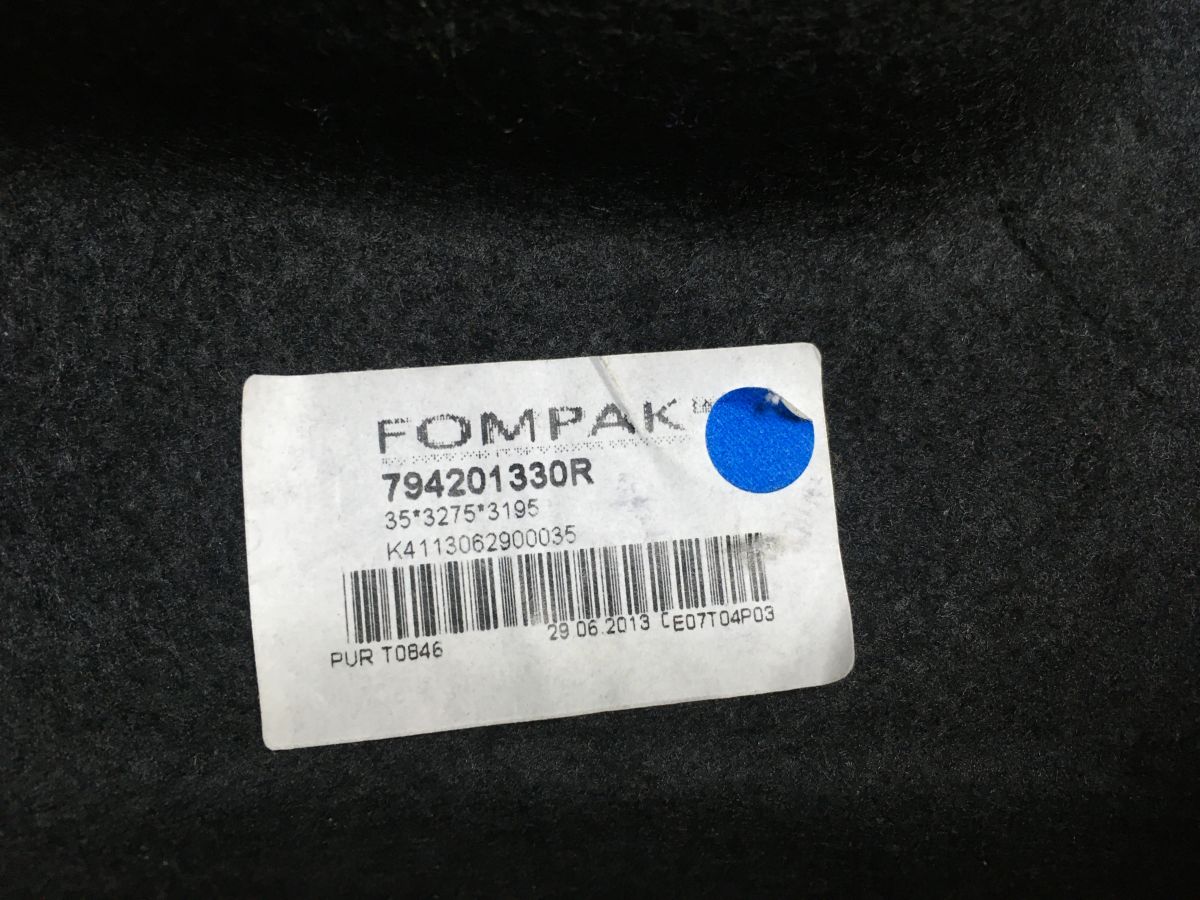 FOMPAK
794201330R
35*3275*3195
K4113062900035
29.06.2013 CE07T04P03
PUR T0846